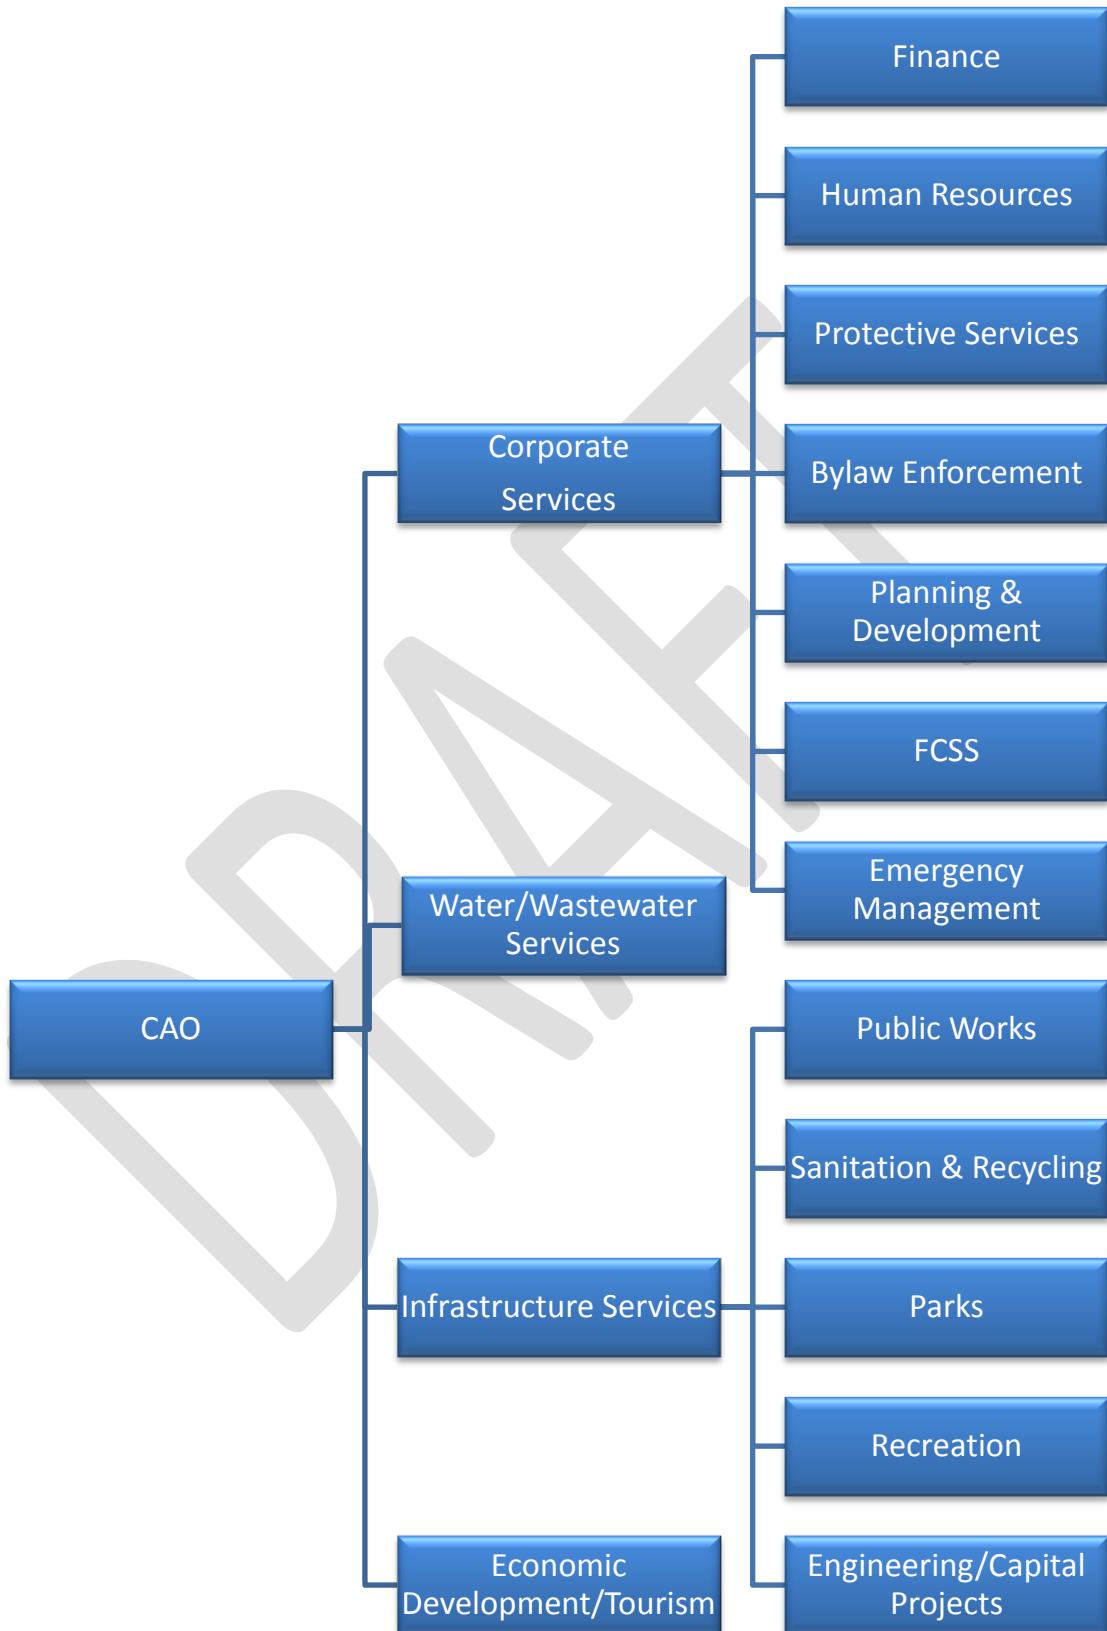 Finance
Human Resources
Protective Services
Corporate
Services
Bylaw Enforcement
Planning &
Development
FCSS
Emergency
Management
Water/Wastewater
Services
CAO
Public Works
Sanitation & Recycling
Infrastructure Services
Parks
Recreation
Economic
Development/Tourism
Engineering/Capital
Projects
DRAFT